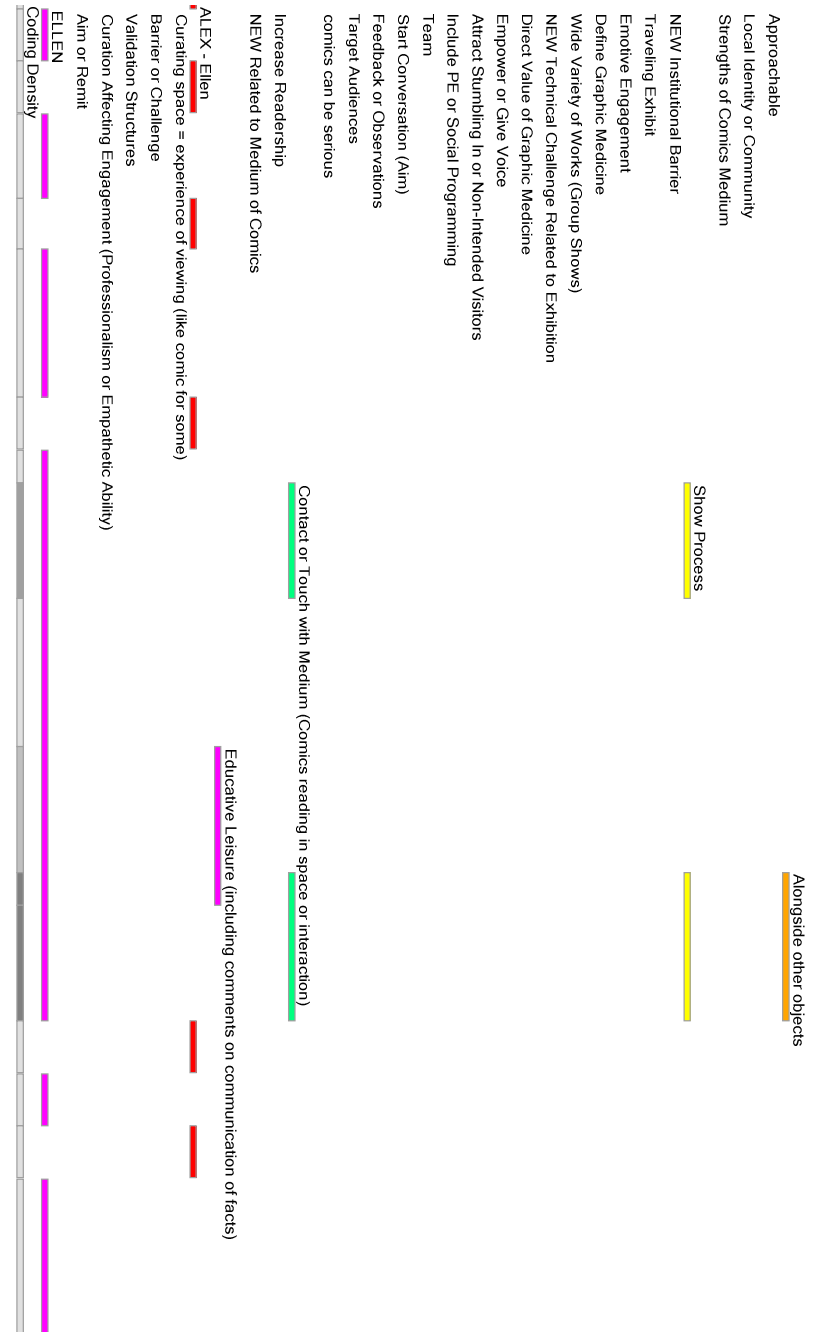 Coding Density
ELLEN
Aim or Remit
Curation Affecting Engagement (Professionalism or Empathetic Ability)
Validation Structures
Barrier or Challenge
Curating space = experience of viewing (like comic for some)
ALEX - Ellen
Educative Leisure (including comments on communication of facts)
NEW Related to Medium of Comics
Increase Readership
Contact or Touch with Medium (Comics reading in space or interaction)
comics can be serious
Target Audiences
Feedback or Observations
Start Conversation (Aim)
Team
Include PE or Social Programming
Attract Stumbling In or Non-Intended Visitors
Empower or Give Voice
Direct Value of Graphic Medicine
NEW Technical Challenge Related to Exhibition
Wide Variety of Works (Group Shows)
Define Graphic Medicine
Emotive Engagement
Traveling Exhibit
NEW Institutional Barrier
Show Process
Strengths of Comics Medium
Local Identity or Community
Approachable
Alongside other objects